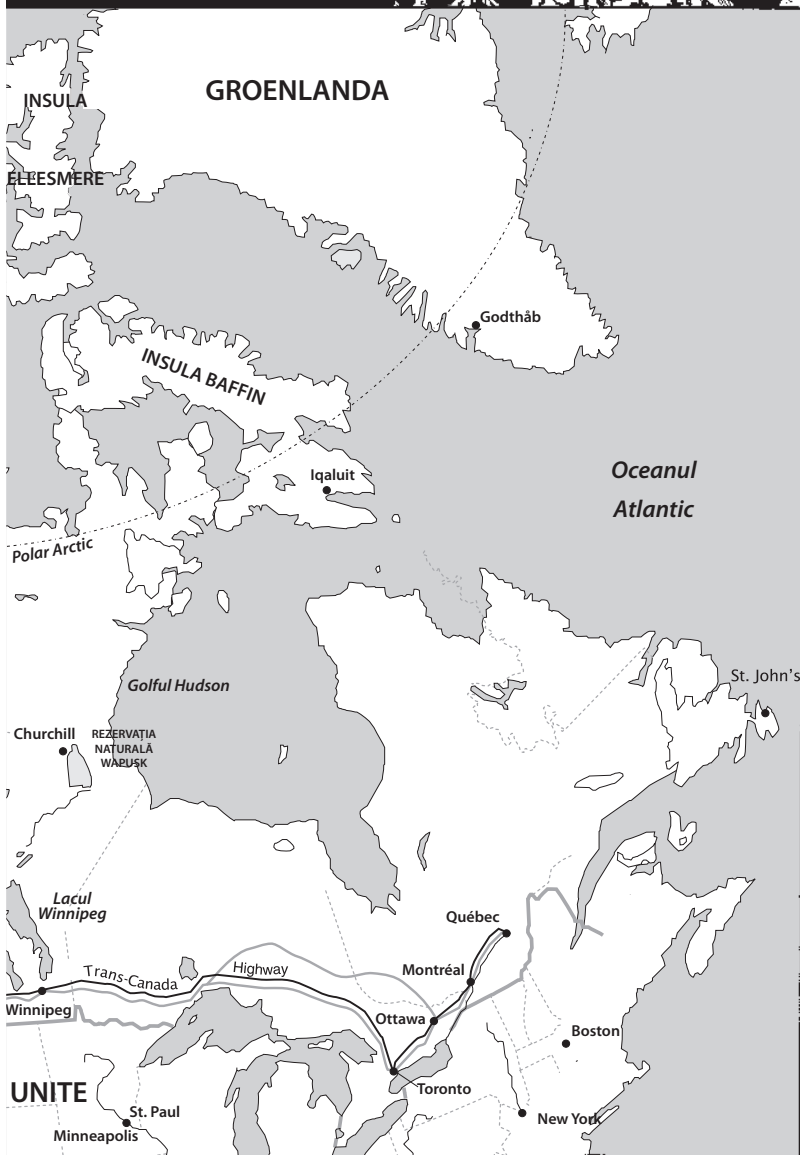 GROENLANDA
INSULA
ELLESMERE
Godthåb
INSULA BAFFIN
Oceanul
Atlantic
Iqaluit
Polar Arctic
St. John's
Golful Hudson
Churchill
REZERVAȚIA
NATURALĂ
WAPUSK
Lacul
Winnipeg
Québec
Montréal
Trans-Canada Highway
Winnipeg
Ottawa
Boston
Toronto
UNITE
St. Paul
Minneapolis
New York